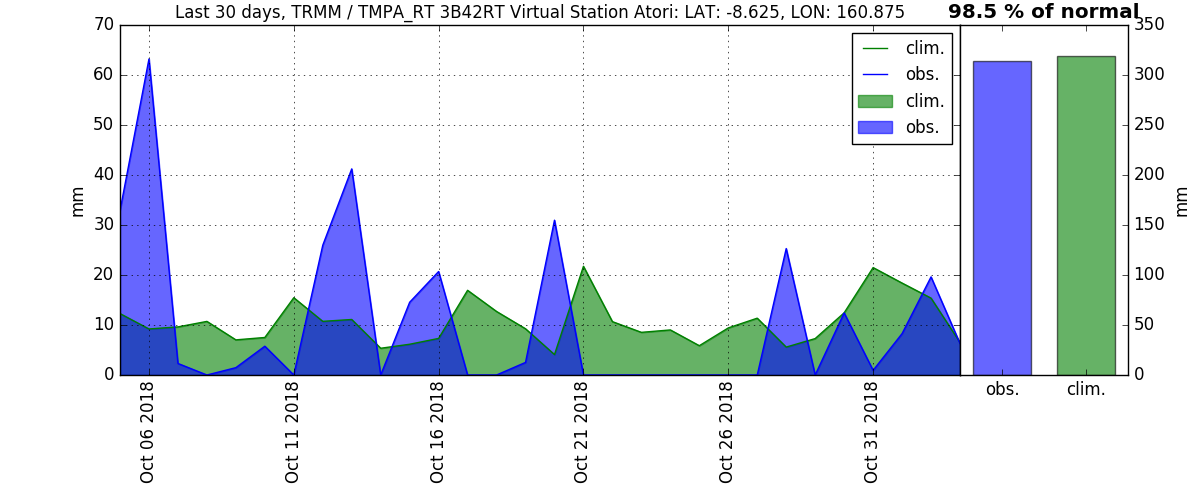 Last 30 days, TRMM / TMPA_RT 3B42RT Virtual Station Atori: LAT: -8.625, LON: 160.875
98.5 % of normal
70
60
50
40
30
20
10
0
mm
clim.
obs.
clim.
obs.
350
300
250
200
150
100
50
0
mm
Oct 06 2018
Oct 11 2018
Oct 16 2018
Oct 21 2018
Oct 26 2018
Oct 31 2018
obs.
clim.